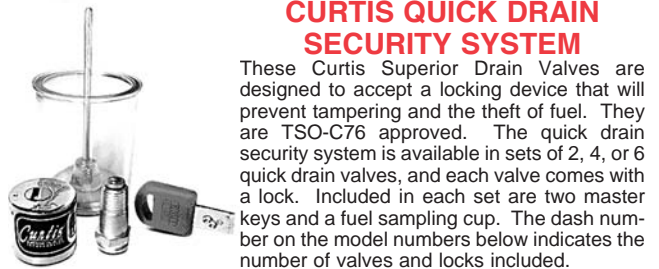 CURTIS QUICK DRAIN
SECURITY SYSTEM
These Curtis Superior Drain Valves are
designed to accept a locking device that will
prevent tampering and the theft of fuel. They
are TSO-C76 approved. The quick drain
security system is available in sets of 2, 4, or 6
quick drain valves, and each valve comes with
a lock. Included in each set are two master
keys and a fuel sampling cup. The dash num-
ber on the model numbers below indicates the
number of valves and locks included.
Curtis